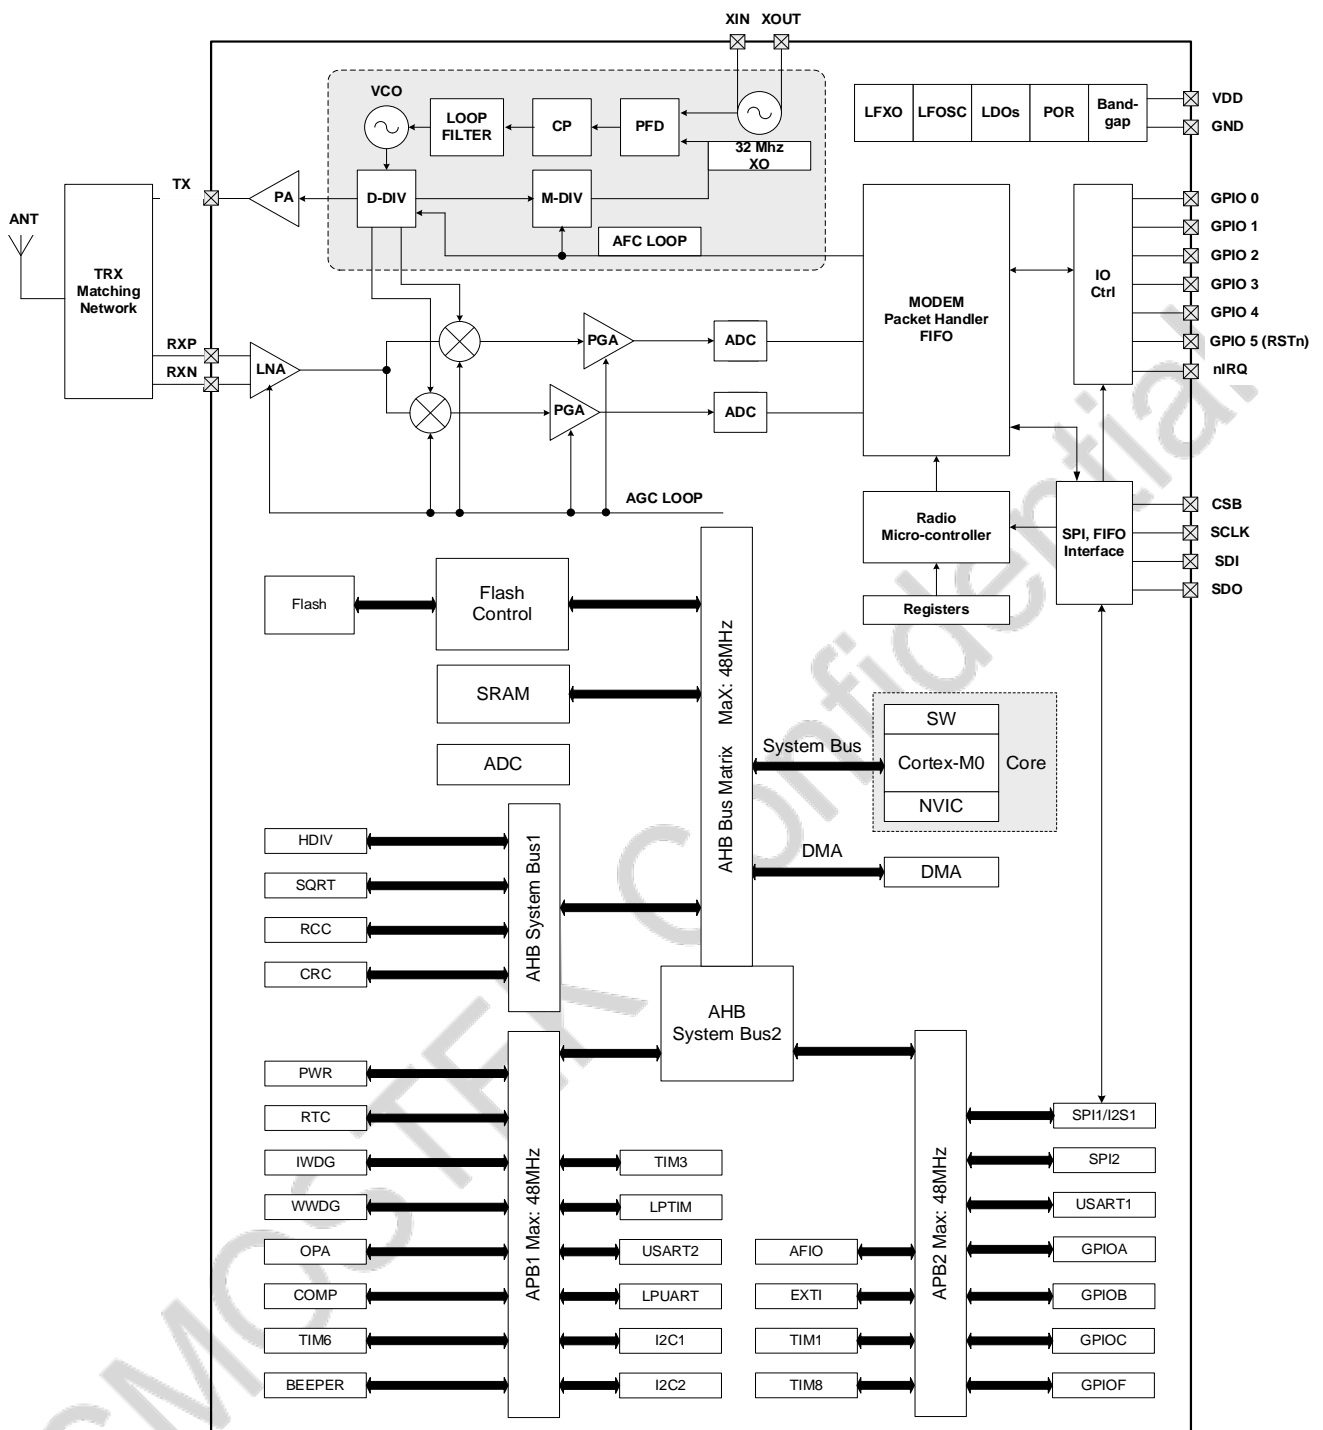 XIN XOUT
VCO
LOOP
FILTER
CP
PFD
32 Mhz
XO
LFXO
LFOSC
LDOs
POR
Band-
gap
VDD
GND
TX
PA
D-DIV
M-DIV
AFC LOOP
ANT
TRX
Matching
Network
RXP
RXN
LNA
PGA
ADC
PGA
ADC
MODEM
Packet Handler
FIFO
IO
Ctrl
GPIO 0
GPIO 1
GPIO 2
GPIO 3
GPIO 4
GPIO 5 (RSTn)
nIRQ
AGC LOOP
Radio
Micro-controller
SPI, FIFO
Interface
CSB
SCLK
SDI
SDO
Registers
Flash
Flash
Control
SRAM
ADC
AHB Bus Matrix MaX: 48MHz
System Bus
SW
Cortex-M0
NVIC
Core
DMA
DMA
HDIV
SQRT
RCC
CRC
AHB System Bus1
AHB
System Bus2
PWR
RTC
IWDG
WWDG
OPA
COMP
TIM6
BEEPER
APB1 Max: 48MHz
TIM3
LPTIM
USART2
LPUART
I2C1
I2C2
AFIO
EXTI
TIM1
TIM8
APB2 Max: 48MHz
SPI1/I2S1
SPI2
USART1
GPIOA
GPIOB
GPIOC
GPIOF
CMOSTEK Confidential